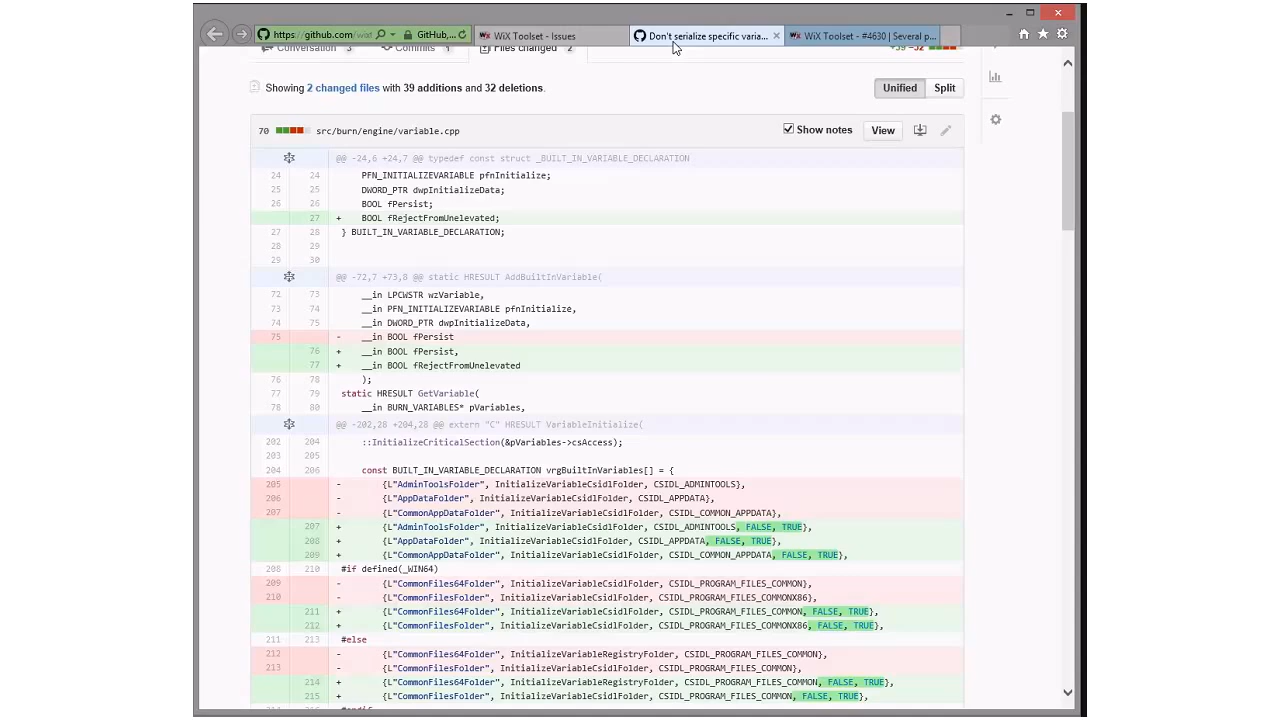 https://github.com/wix
GitHub,...
WiX Toolset - Issues
Don't serialize specific varia...
WiX Toolset - #4630 | Several p...
Conversation 3
Commits 1
Files changed 2
+39 −32
Showing 2 changed files with 39 additions and 32 deletions.
Unified
Split
70 src/burn/engine/variable.cpp
Show notes
View
@@ -24,6 +24,7 @@ typedef const struct _BUILT_IN_VARIABLE_DECLARATION
24 24 PFN_INITIALIZEVARIABLE pfnInitialize;
25 25 DWORD_PTR dwpInitializeData;
26 26 BOOL fPersist;
27 + BOOL fRejectFromUnelevated;
27 28 } BUILT_IN_VARIABLE_DECLARATION;
28 29
29 30
@@ -72,7 +73,8 @@ static HRESULT AddBuiltInVariable(
72 73 __in LPCWSTR wzVariable,
73 74 __in PFN_INITIALIZEVARIABLE pfnInitialize,
74 75 __in DWORD_PTR dwpInitializeData,
75 - __in BOOL fPersist
76 + __in BOOL fPersist,
77 + __in BOOL fRejectFromUnelevated
76 78 );
77 79 static HRESULT GetVariable(
78 80 __in BURN_VARIABLES* pVariables,
@@ -202,28 +204,28 @@ extern "C" HRESULT VariableInitialize(
202 204 ::InitializeCriticalSection(&pVariables->csAccess);
203 205
204 206 const BUILT_IN_VARIABLE_DECLARATION vrgBuiltInVariables[] = {
205 - {L"AdminToolsFolder", InitializeVariableCsidlFolder, CSIDL_ADMINTOOLS},
206 - {L"AppDataFolder", InitializeVariableCsidlFolder, CSIDL_APPDATA},
207 - {L"CommonAppDataFolder", InitializeVariableCsidlFolder, CSIDL_COMMON_APPDATA},
207 + {L"AdminToolsFolder", InitializeVariableCsidlFolder, CSIDL_ADMINTOOLS, FALSE, TRUE},
208 + {L"AppDataFolder", InitializeVariableCsidlFolder, CSIDL_APPDATA, FALSE, TRUE},
209 + {L"CommonAppDataFolder", InitializeVariableCsidlFolder, CSIDL_COMMON_APPDATA, FALSE, TRUE},
208 210 #if defined(_WIN64)
209 - {L"CommonFiles64Folder", InitializeVariableCsidlFolder, CSIDL_PROGRAM_FILES_COMMON},
210 - {L"CommonFilesFolder", InitializeVariableCsidlFolder, CSIDL_PROGRAM_FILES_COMMONX86},
211 + {L"CommonFiles64Folder", InitializeVariableCsidlFolder, CSIDL_PROGRAM_FILES_COMMON, FALSE, TRUE},
212 + {L"CommonFilesFolder", InitializeVariableCsidlFolder, CSIDL_PROGRAM_FILES_COMMONX86, FALSE, TRUE},
211 213 #else
212 - {L"CommonFiles64Folder", InitializeVariableRegistryFolder, CSIDL_PROGRAM_FILES_COMMON},
213 - {L"CommonFilesFolder", InitializeVariableCsidlFolder, CSIDL_PROGRAM_FILES_COMMON},
214 + {L"CommonFiles64Folder", InitializeVariableRegistryFolder, CSIDL_PROGRAM_FILES_COMMON, FALSE, TRUE},
215 + {L"CommonFilesFolder", InitializeVariableCsidlFolder, CSIDL_PROGRAM_FILES_COMMON, FALSE, TRUE},